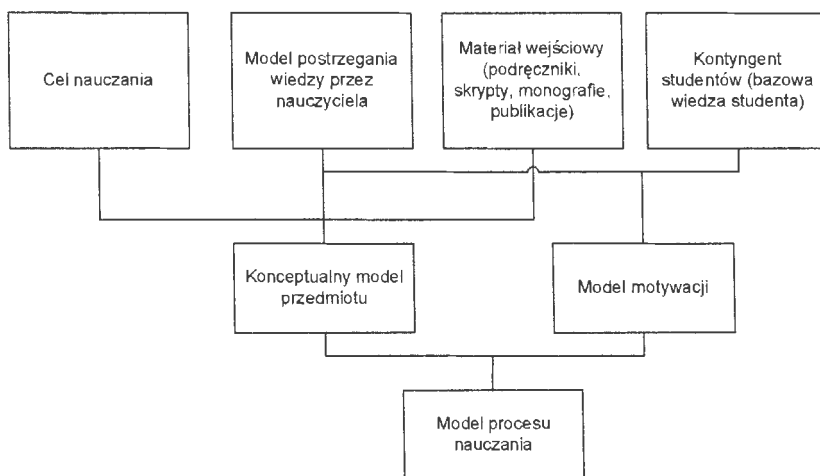 Cel nauczania
Model postrzegania
wiedzy przez
nauczyciela
Materiał wejściowy
(podręczniki,
skrypty, monografie,
publikacje)
Kontyngent
studentów (bazowa
wiedza studenta)
Konceptualny model
przedmiotu
Model motywacji
Model procesu
nauczania